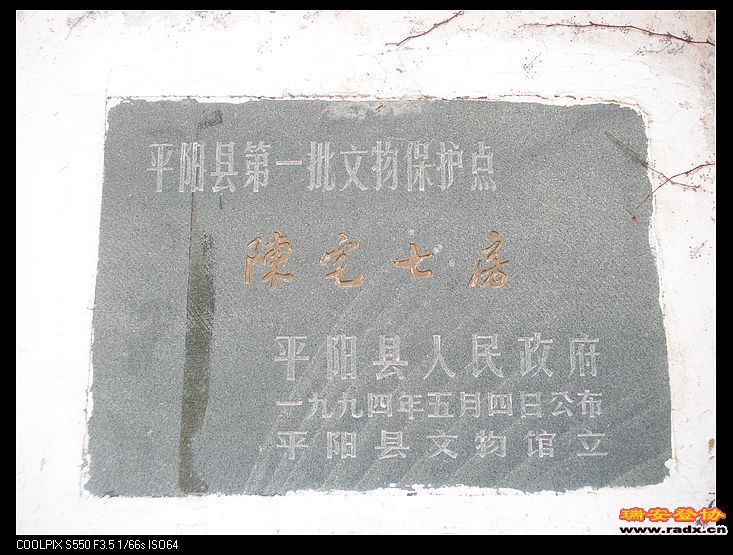 平阳县第一批文物保护点
陳宅七房
平阳县人民政府
一九九四年五月四日公布
平阳县文物馆立
瑞安登协
www.radx.cn
COOLPIX S550 F3.5 1/66s ISO64